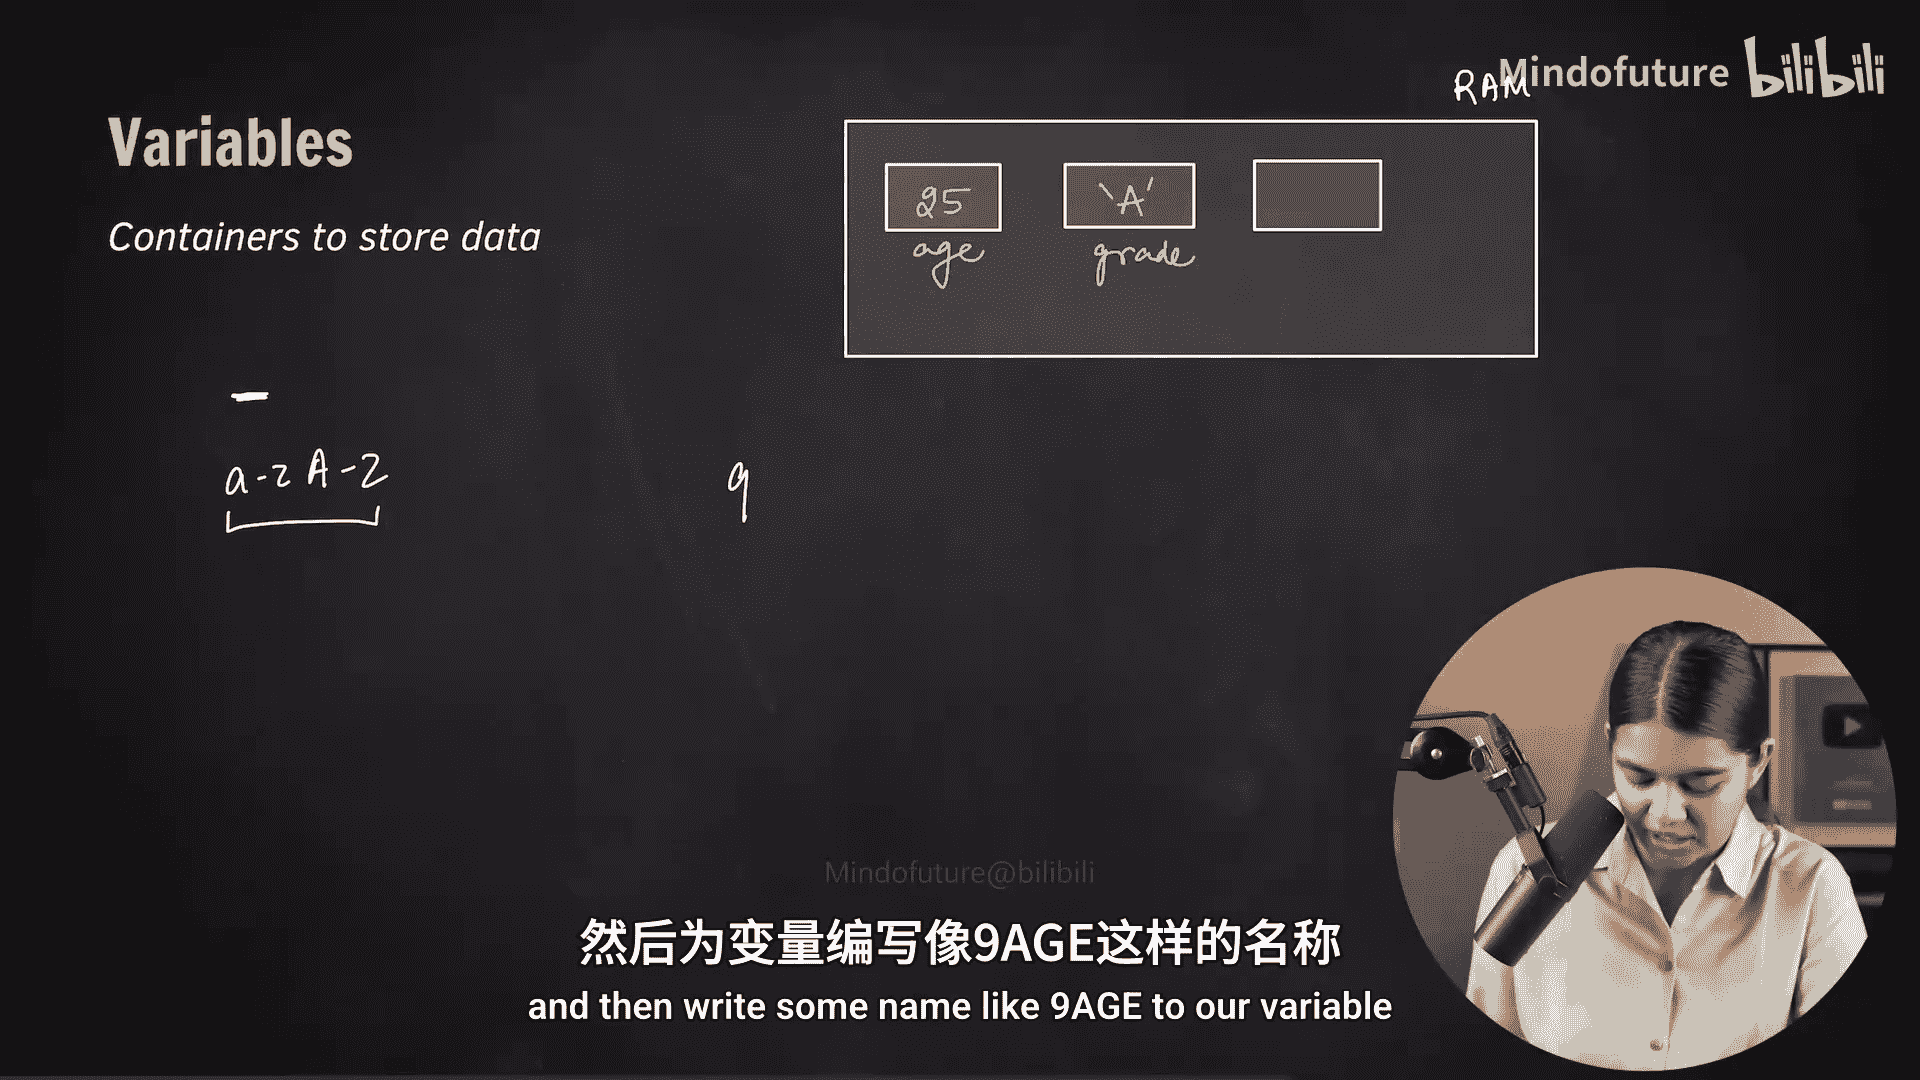 Mindofuture bilibili
RAM
Variables
25 'A'
age grade
Containers to store data
_
a-z A-Z
9
Mindofuture@bilibili
然后为变量编写像9AGE这样的名称
and then write some name like 9AGE to our variable